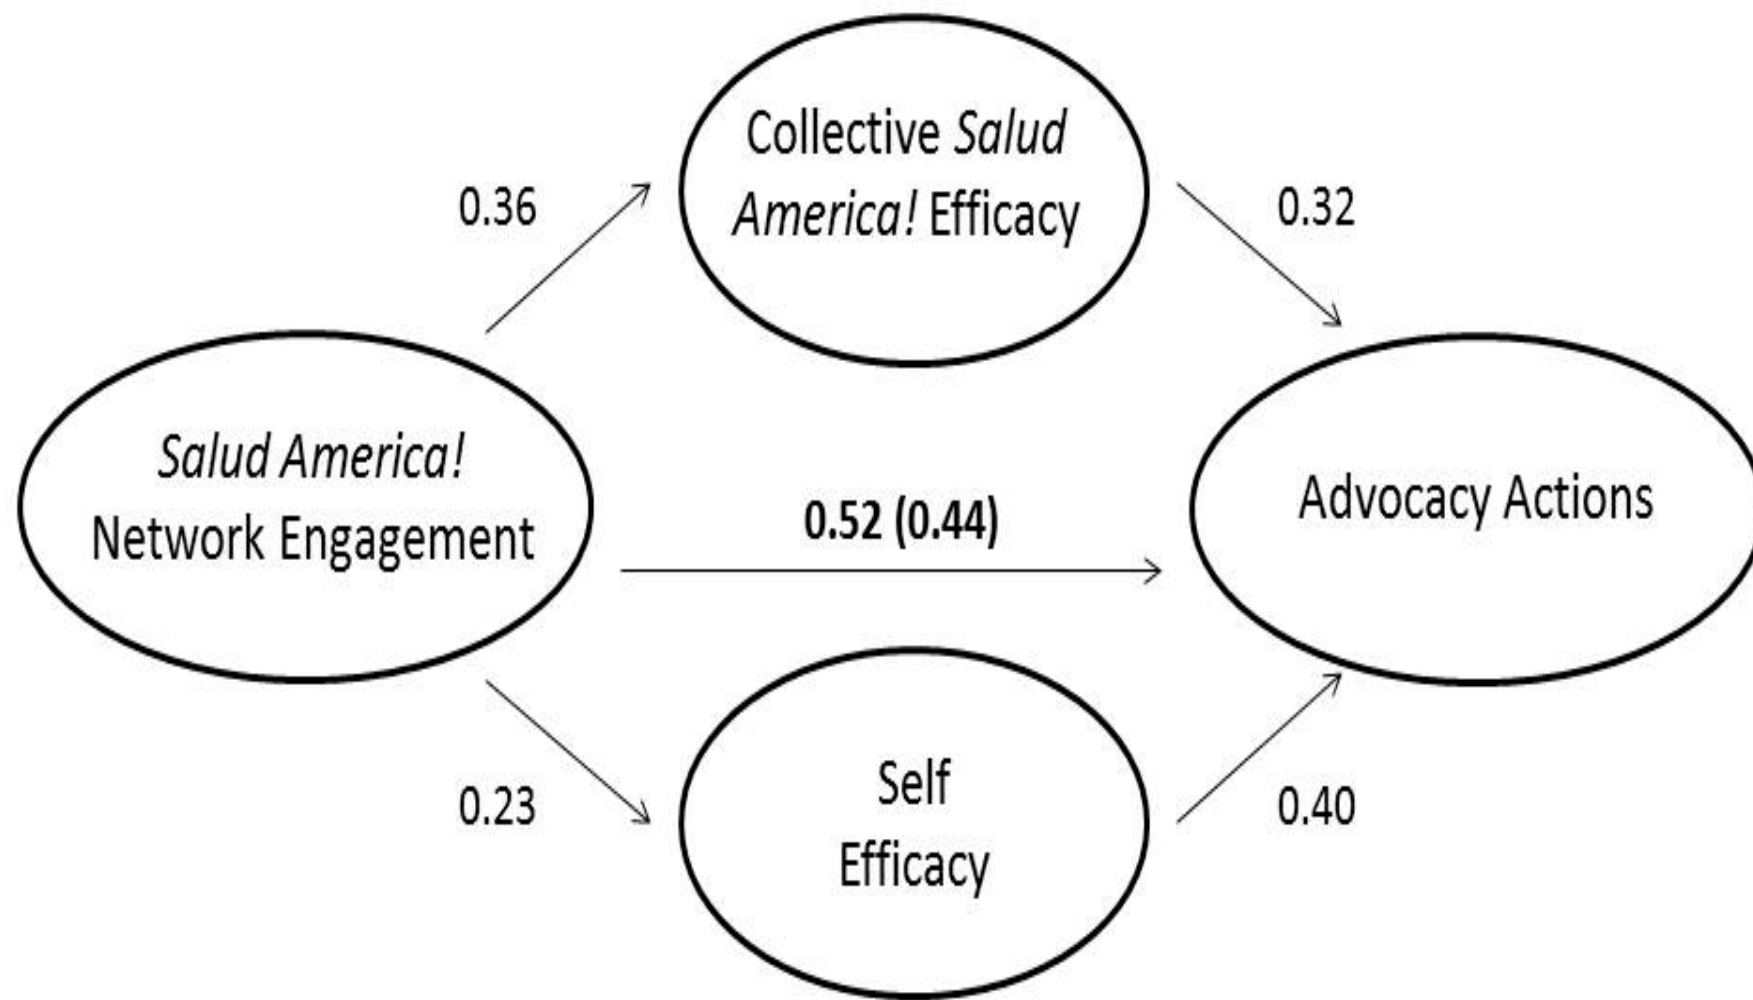 Collective Salud
America! Efficacy
0.36
0.32
Salud America!
Network Engagement
0.52 (0.44)
Advocacy Actions
0.23
Self
Efficacy
0.40